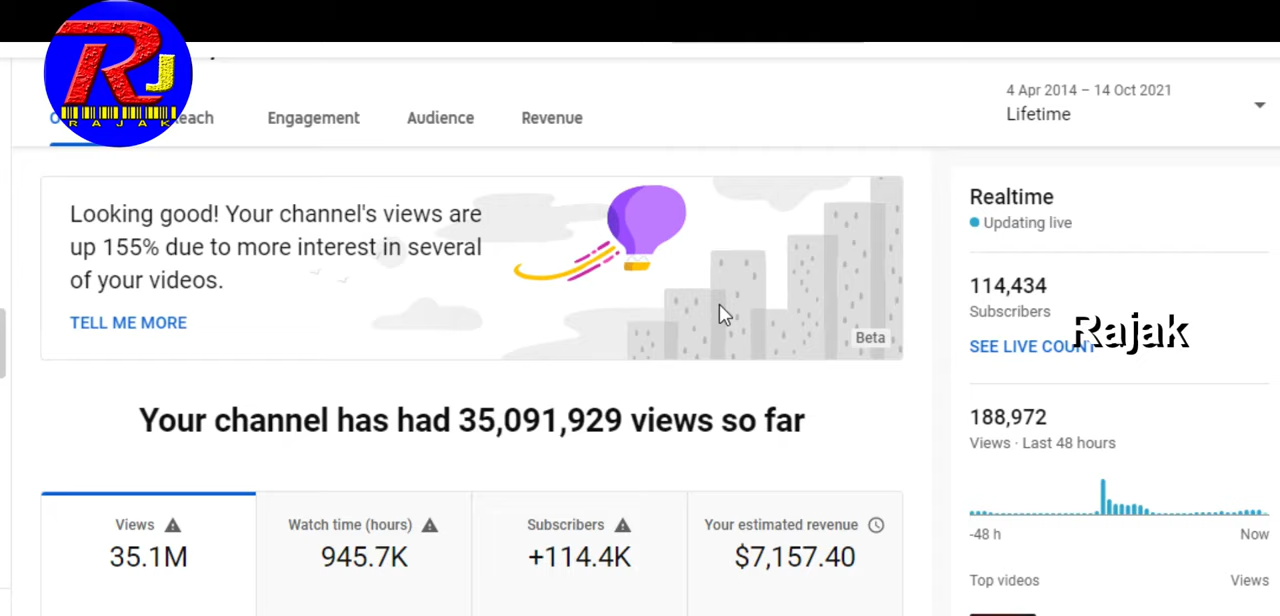 RJ
RAJAK
each
Engagement
Audience
Revenue
4 Apr 2014 – 14 Oct 2021
Lifetime
Looking good! Your channel's views are
up 155% due to more interest in several
of your videos.
TELL ME MORE
Beta
Realtime
Updating live
114,434
Subscribers
SEE LIVE COUNT
Rajak
188,972
Views · Last 48 hours
-48 h
Now
Top videos
Views
Your channel has had 35,091,929 views so far
Views
35.1M
Watch time (hours)
945.7K
Subscribers
+114.4K
Your estimated revenue
$7,157.40